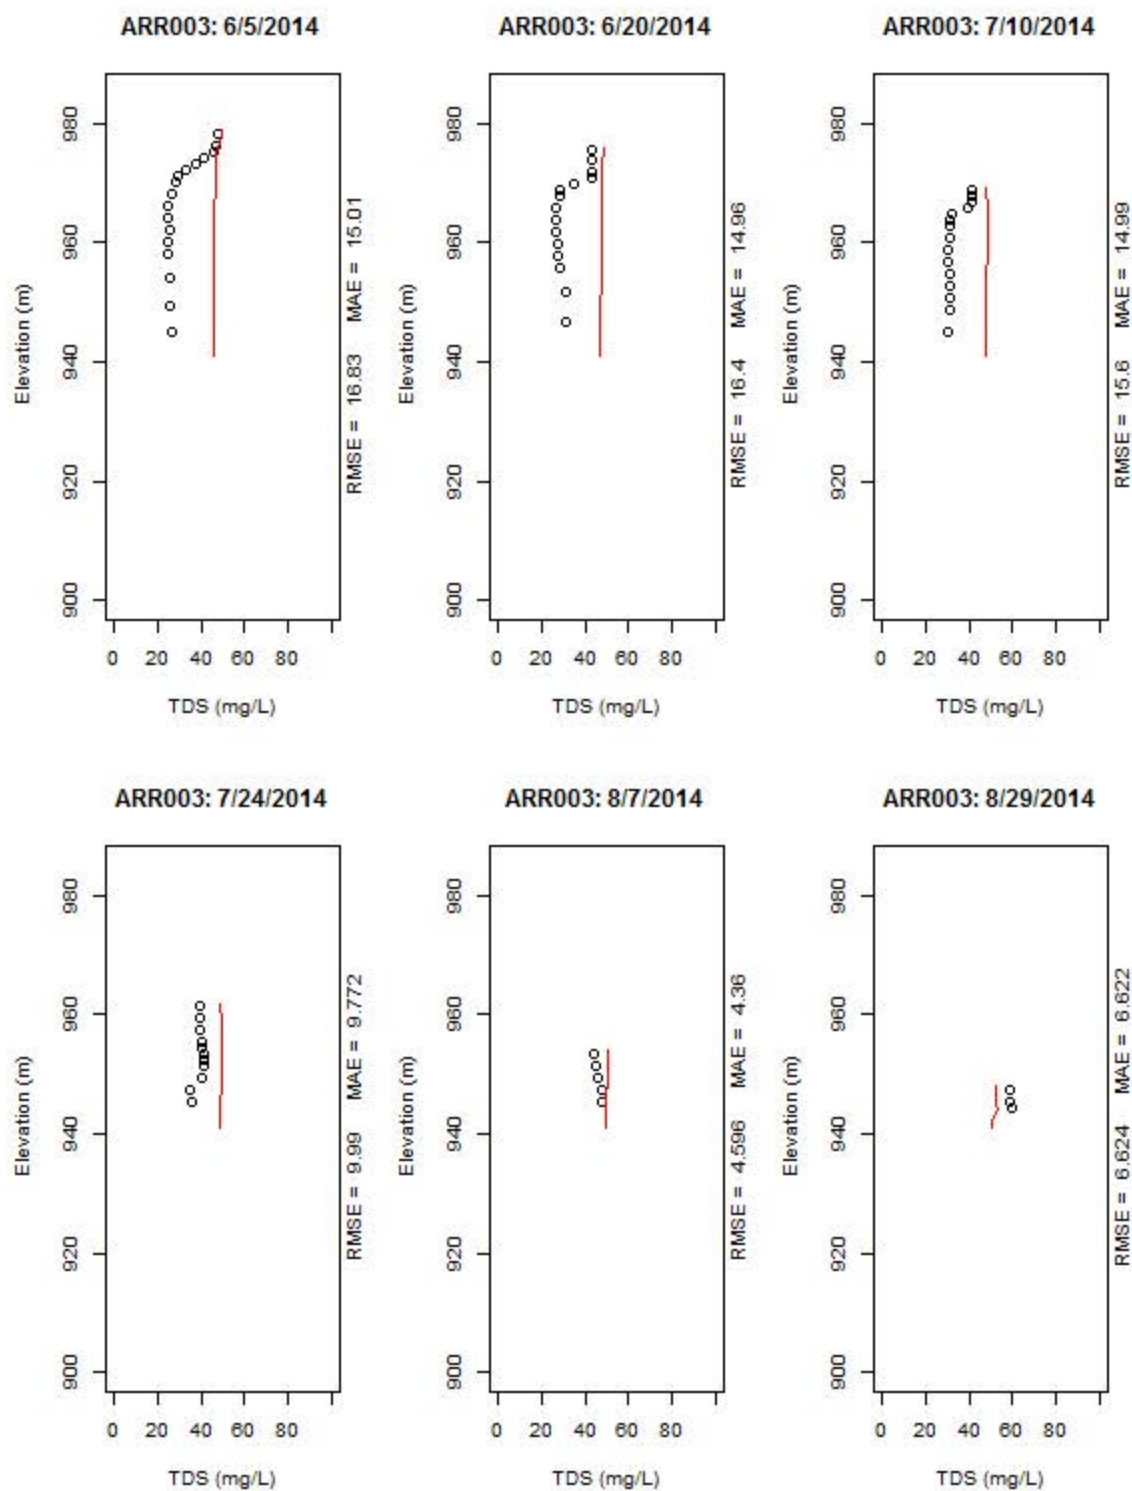 ARR003: 6/5/2014
980
960
940
920
900
Elevation (m)
0 20 40 60 80
TDS (mg/L)
RMSE = 16.83 MAE = 15.01
ARR003: 6/20/2014
980
960
940
920
900
Elevation (m)
0 20 40 60 80
TDS (mg/L)
RMSE = 16.4 MAE = 14.96
ARR003: 7/10/2014
980
960
940
920
900
Elevation (m)
0 20 40 60 80
TDS (mg/L)
RMSE = 15.6 MAE = 14.99
ARR003: 7/24/2014
980
960
940
920
900
Elevation (m)
0 20 40 60 80
TDS (mg/L)
RMSE = 9.99 MAE = 9.772
ARR003: 8/7/2014
980
960
940
920
900
Elevation (m)
0 20 40 60 80
TDS (mg/L)
RMSE = 4.596 MAE = 4.36
ARR003: 8/29/2014
980
960
940
920
900
Elevation (m)
0 20 40 60 80
TDS (mg/L)
RMSE = 6.624 MAE = 6.622